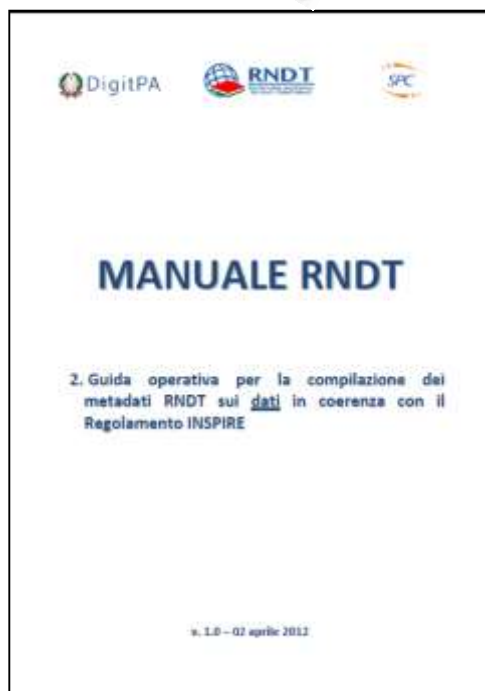 DigitPA
RNDT
SPC
MANUALE RNDT
2. Guida operativa per la compilazione dei
metadati RNDT sui dati in coerenza con il
Regolamento INSPIRE
v. 1.0 – 02 aprile 2012